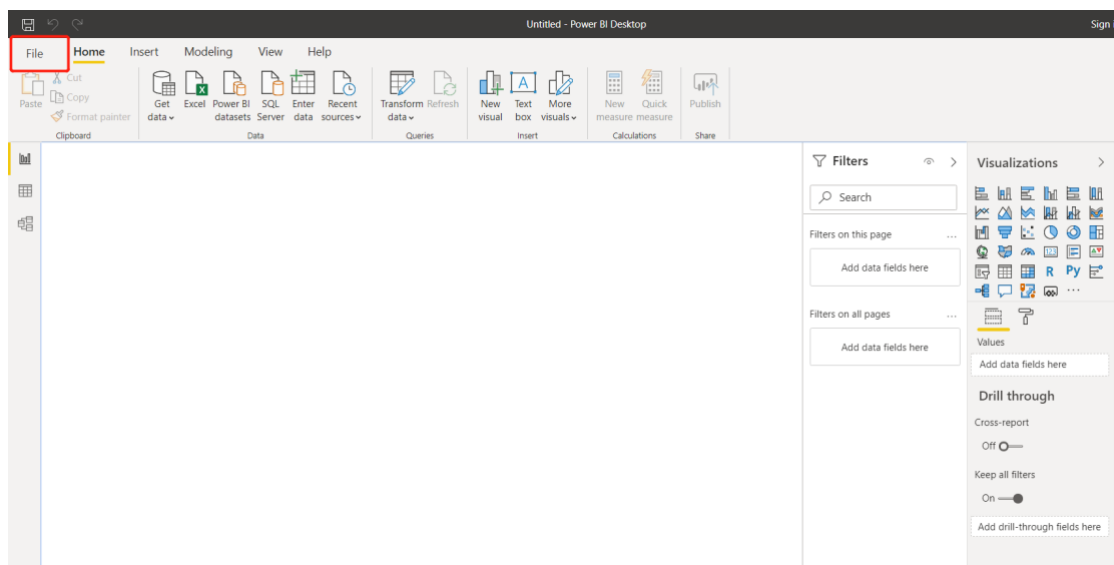 Untitled - Power BI Desktop
Sign
File Home Insert Modeling View Help
Paste
Cut
Copy
Format painter
Clipboard
Get data
Excel
Power BI datasets
SQL Server
Enter data
Recent sources
Data
Transform data
Refresh
Queries
New visual
Text box
More visuals
Insert
New measure
Quick measure
Calculations
Publish
Share
Filters
Search
Filters on this page ...
Add data fields here
Filters on all pages ...
Add data fields here
Visualizations
123
R Py
...
Values
Add data fields here
Drill through
Cross-report
Off
Keep all filters
On
Add drill-through fields here